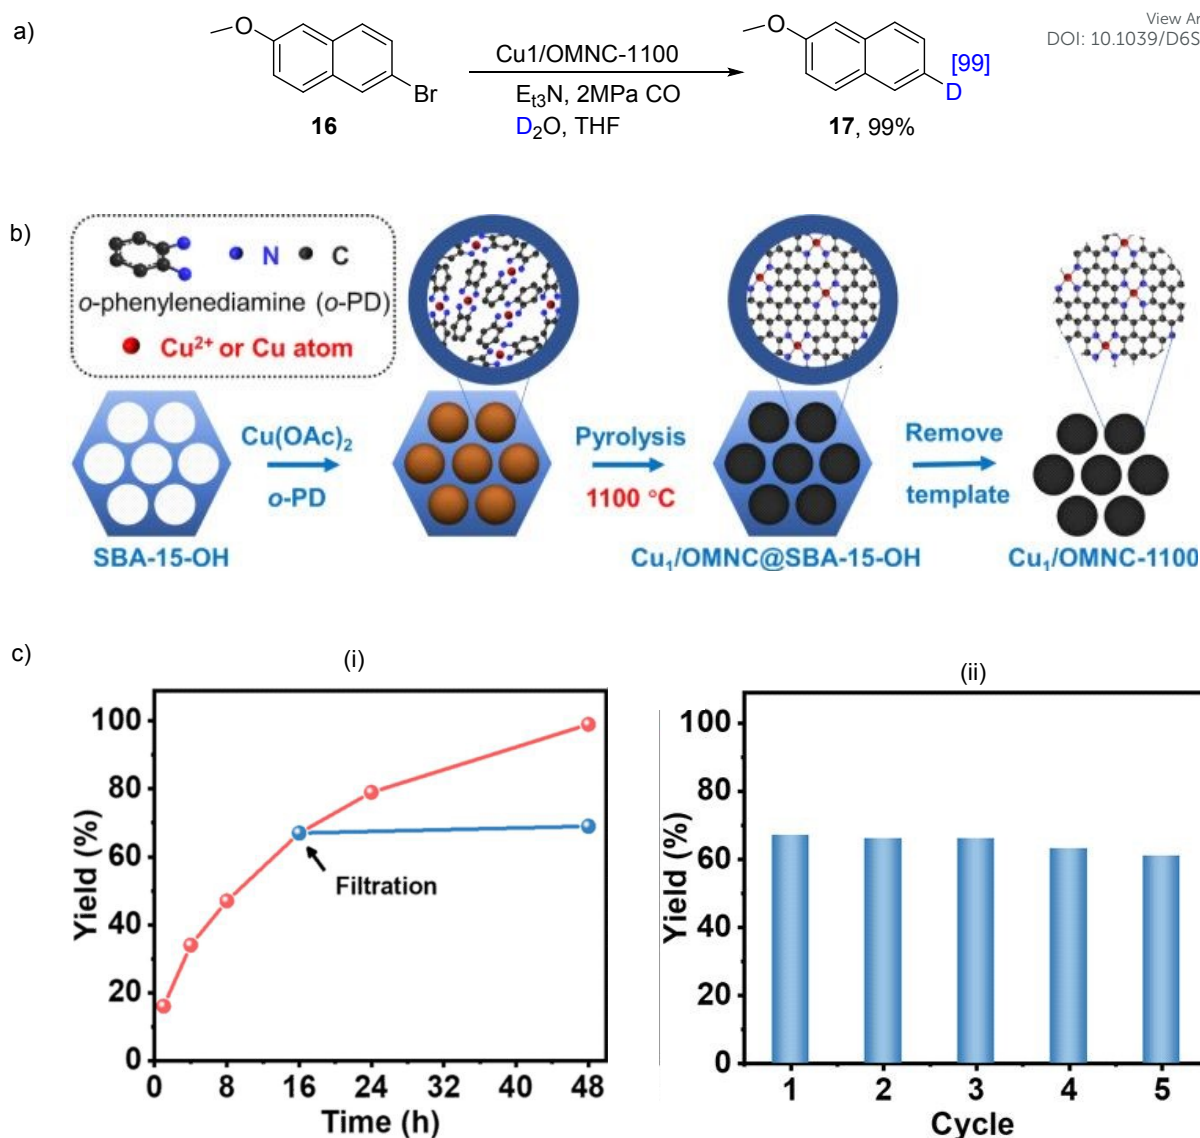 View Ar
DOI: 10.1039/D6S
a)
O
Br
16
Cu1/OMNC-1100
Et3N, 2MPa CO
D2O, THF
O
[99]
D
17, 99%
b)
N C
o-phenylenediamine (o-PD)
Cu2+ or Cu atom
SBA-15-OH
Cu(OAc)2
o-PD
Pyrolysis
1100 °C
Cu1/OMNC@SBA-15-OH
Remove
template
Cu1/OMNC-1100
c)
(i)
Yield (%)
100
80
60
40
20
0
Filtration
0 8 16 24 32 40 48
Time (h)
(ii)
Yield (%)
100
80
60
40
20
0
1 2 3 4 5
Cycle